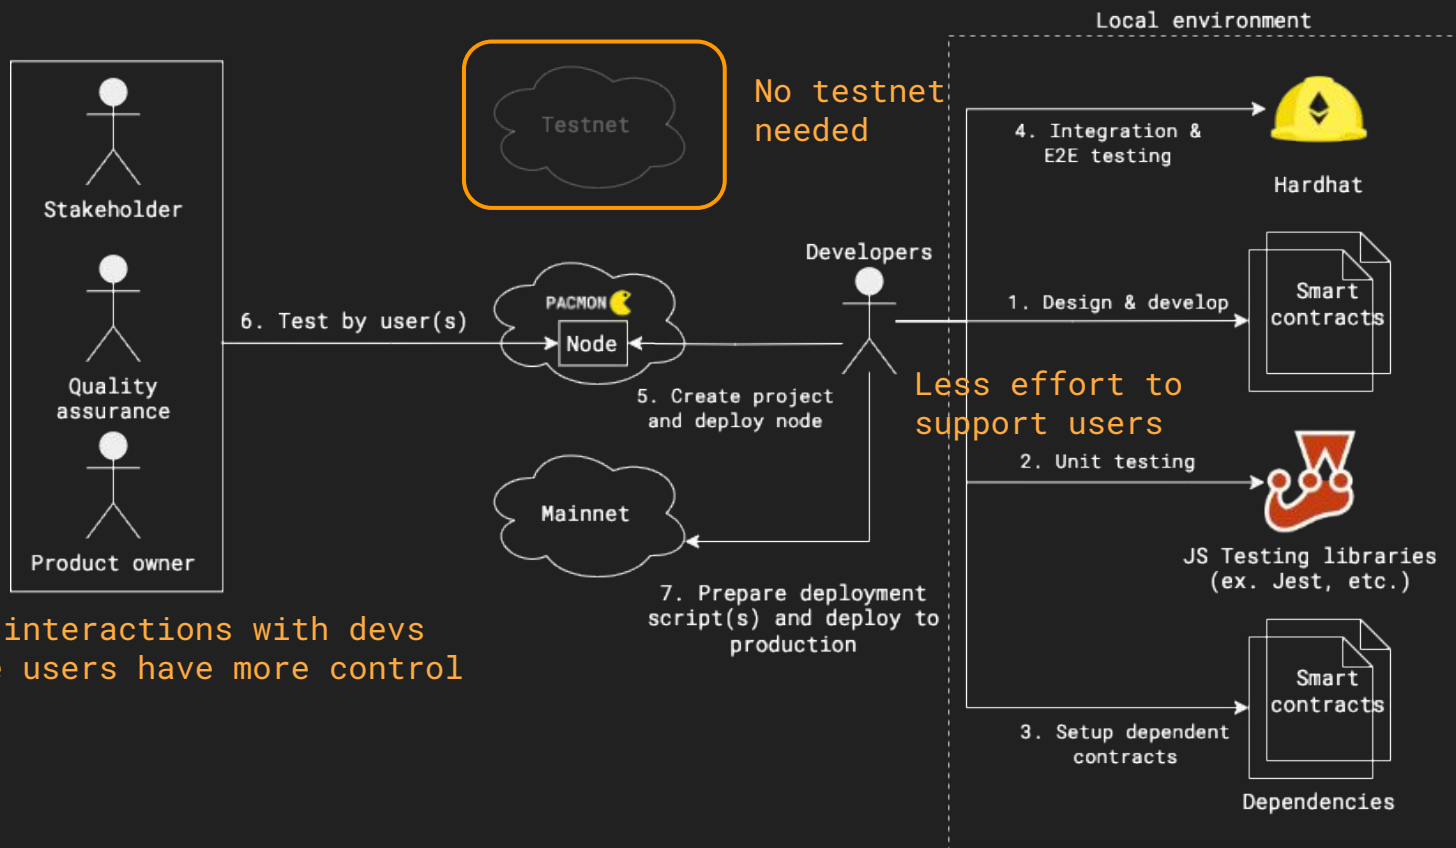 Local environment
Testnet
No testnet
needed
4. Integration &
E2E testing
Hardhat
Stakeholder
Quality
assurance
Product owner
6. Test by user(s)
PACMON
Node
Developers
5. Create project
and deploy node
1. Design & develop
Smart
contracts
Less effort to
support users
2. Unit testing
JS Testing libraries
(ex. Jest, etc.)
Mainnet
7. Prepare deployment
script(s) and deploy to
production
interactions with devs
users have more control
3. Setup dependent
contracts
Smart
contracts
Dependencies